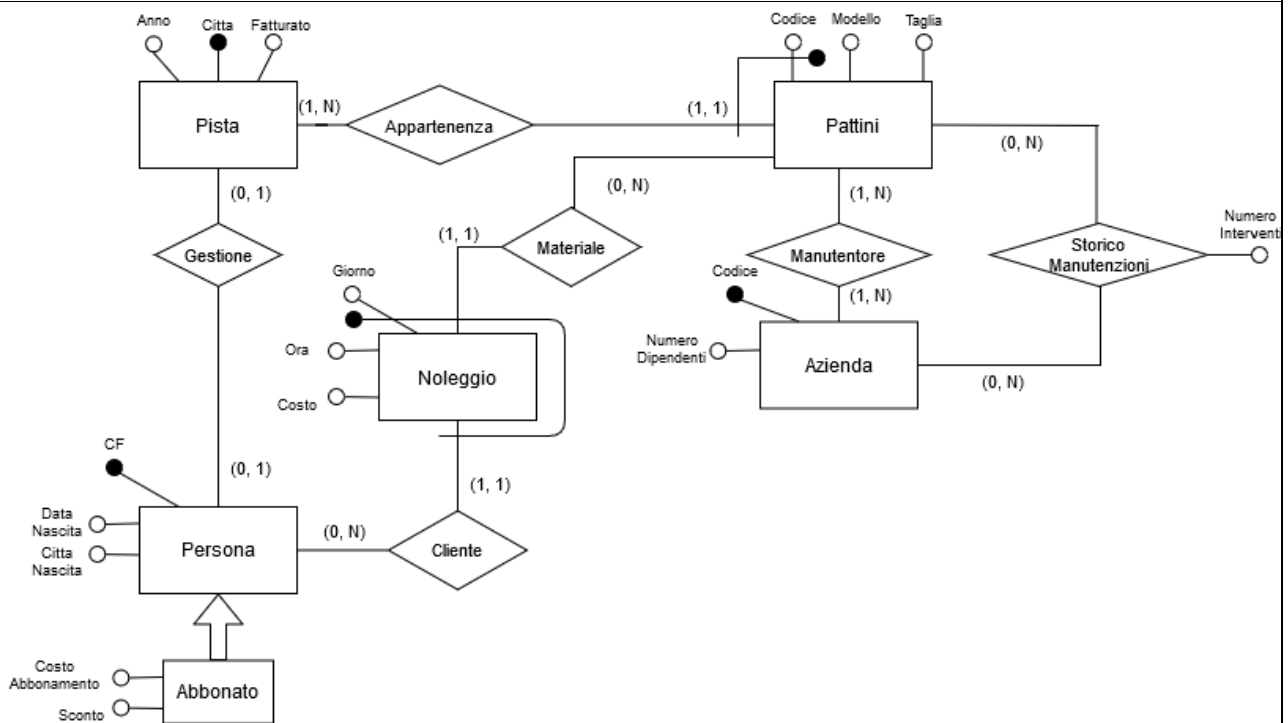 Anno
Citta
Fatturato
Codice
Modello
Taglia
(1, N)
(1, 1)
Pista
Appartenenza
Pattini
(0, N)
(0, 1)
(0, N)
(1, N)
Numero
Interventi
(1, 1)
Materiale
Gestione
Manutentore
Storico
Manutenzioni
Giorno
Codice
(1, N)
Ora
Numero
Dipendenti
Azienda
Noleggio
(0, N)
Costo
CF
(0, 1)
(1, 1)
Data
Nascita
(0, N)
Persona
Cliente
Citta
Nascita
Costo
Abbonamento
Abbonato
Sconto